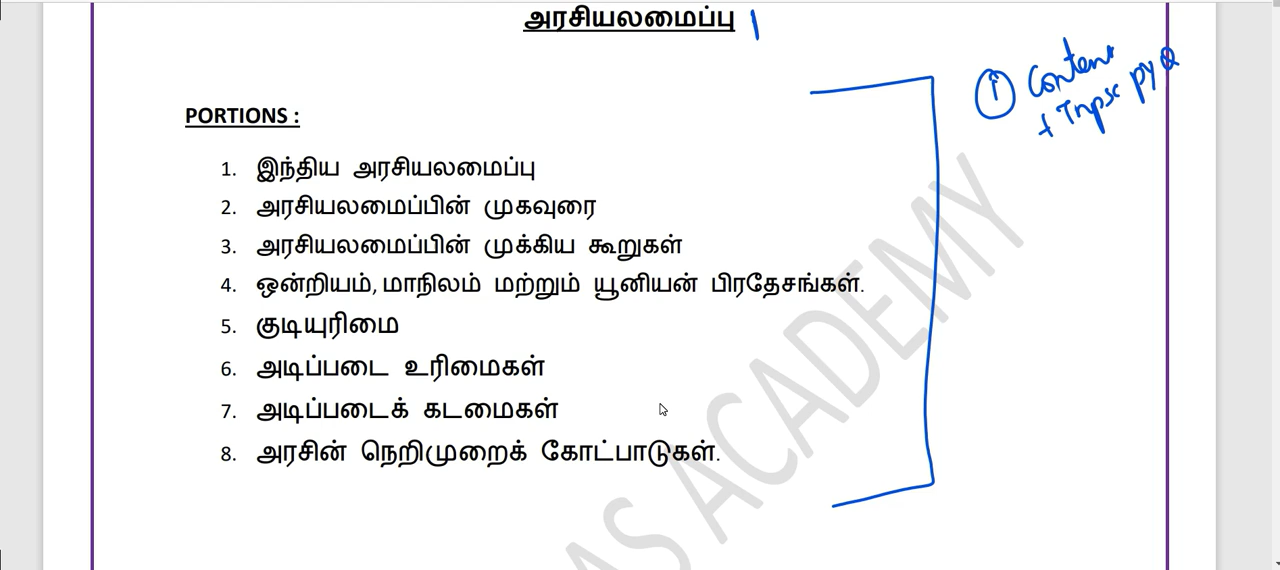 அரசியலமைப்பு 1
① Content
+ Tnpsc PYQ
PORTIONS :
1. இந்திய அரசியலமைப்பு
2. அரசியலமைப்பின் முகவுரை
3. அரசியலமைப்பின் முக்கிய கூறுகள்
4. ஒன்றியம், மாநிலம் மற்றும் யூனியன் பிரதேசங்கள்.
5. குடியுரிமை
6. அடிப்படை உரிமைகள்
7. அடிப்படைக் கடமைகள்
8. அரசின் நெறிமுறைக் கோட்பாடுகள்.
AS ACADEMY